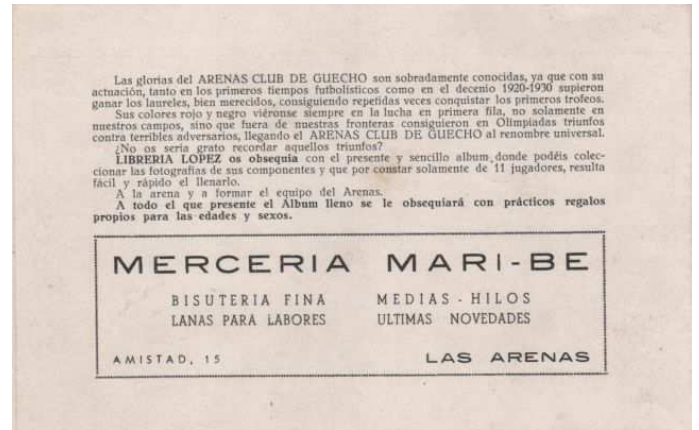 Las glorias del ARENAS CLUB DE GUECHO son sobradamente conocidas, ya que con su
actuación, tanto en los primeros tiempos futbolísticos como en el decenio 1920-1930 supieron
ganar los laureles, bien merecidos, consiguiendo repetidas veces conquistar los primeros trofeos.
Sus colores rojo y negro viéronse siempre en la lucha en primera fila, no solamente en
nuestros campos, sino que fuera de nuestras fronteras consiguieron en Olimpiadas triunfos
contra terribles adversarios, llegando el ARENAS CLUB DE GUECHO al renombre universal.
¿No os sería grato recordar aquellos triunfos?
LIBRERIA LOPEZ os obsequia con el presente y sencillo album, donde podéis colec-
cionar las fotografías de sus componentes y que por constar solamente de 11 jugadores, resulta
fácil y rápido el llenarlo.
A la arena y a formar el equipo del Arenas.
A todo el que presente el Album lleno se le obsequiará con prácticos regalos
propios para las edades y sexos.
MERCERIA MARI-BE
BISUTERIA FINA MEDIAS - HILOS
LANAS PARA LABORES ULTIMAS NOVEDADES
AMISTAD, 15 LAS ARENAS